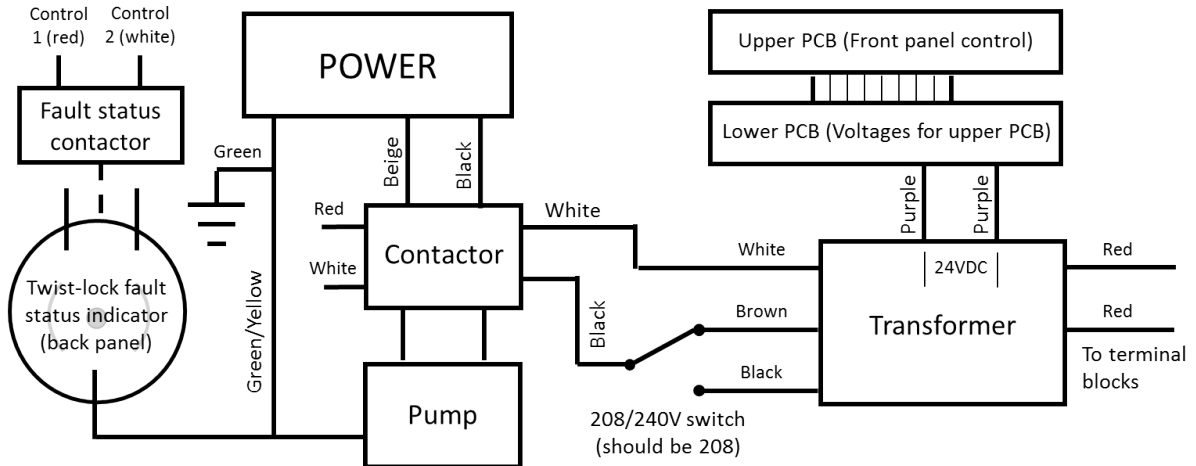 Control
1 (red)
Control
2 (white)
Fault status
contactor
Twist-lock fault
status indicator
(back panel)
POWER
Green
Beige
Black
Green/Yellow
Red
White
Contactor
Pump
White
Black
208/240V switch
(should be 208)
Upper PCB (Front panel control)
Lower PCB (Voltages for upper PCB)
Purple
Purple
24VDC
White
Brown
Black
Transformer
Red
Red
To terminal
blocks